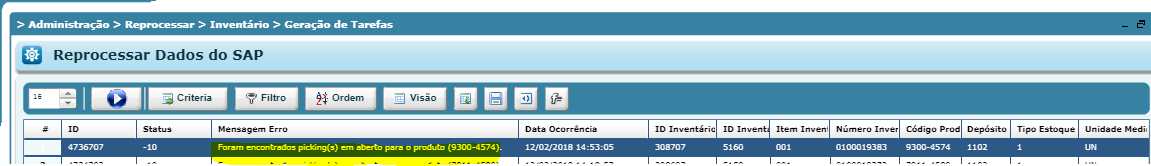 > Administração > Reprocessar > Inventário > Geração de Tarefas
Reprocessar Dados do SAP
16 Criteria Filtro Ordem Visão
# ID Status Mensagem Erro Data Ocorrência ID Inventário ID Inventa Item Inven Número Inver Código Prod Depósito Tipo Estoque Unidade Medi
4736707 -10 Foram encontrados picking(s) em aberto para o produto (9300-4574). 12/02/2018 14:53:05 308707 5160 001 0100019383 9300-4574 1102 1 UN